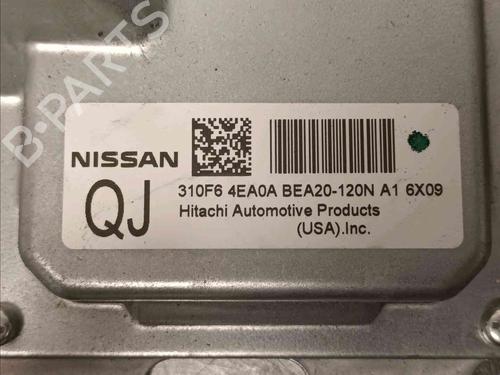 B-PARTS
NISSAN
QJ
310F6 4EA0A BEA20-120N A1 6X09
Hitachi Automotive Products
(USA).Inc.